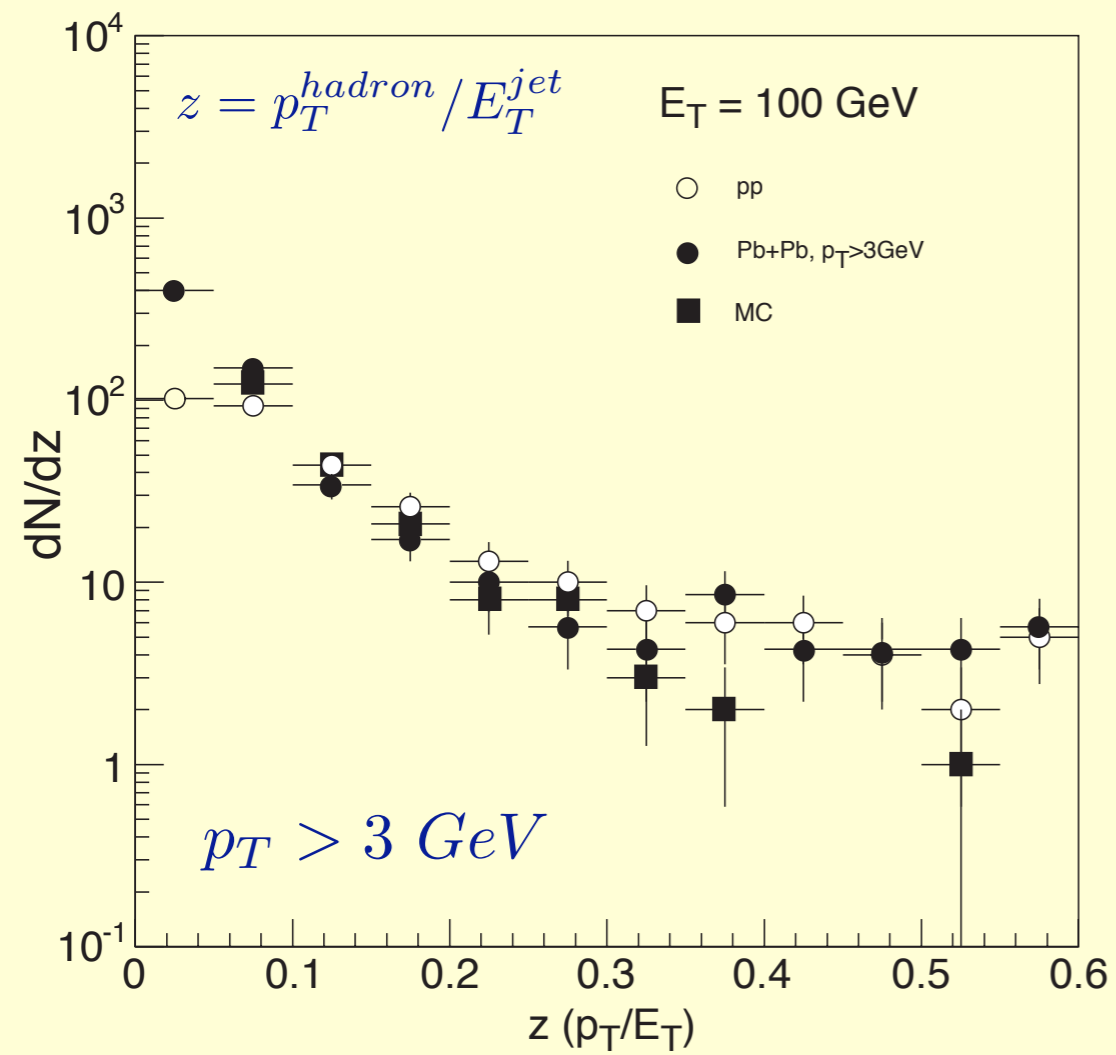 10^4
z = p_T^{hadron}/E_T^{jet}
E_T = 100 GeV
pp
Pb+Pb, p_T>3GeV
MC
10^3
10^2
10
1
10^-1
dN/dz
p_T > 3 GeV
0 0.1 0.2 0.3 0.4 0.5 0.6
z (p_T/E_T)